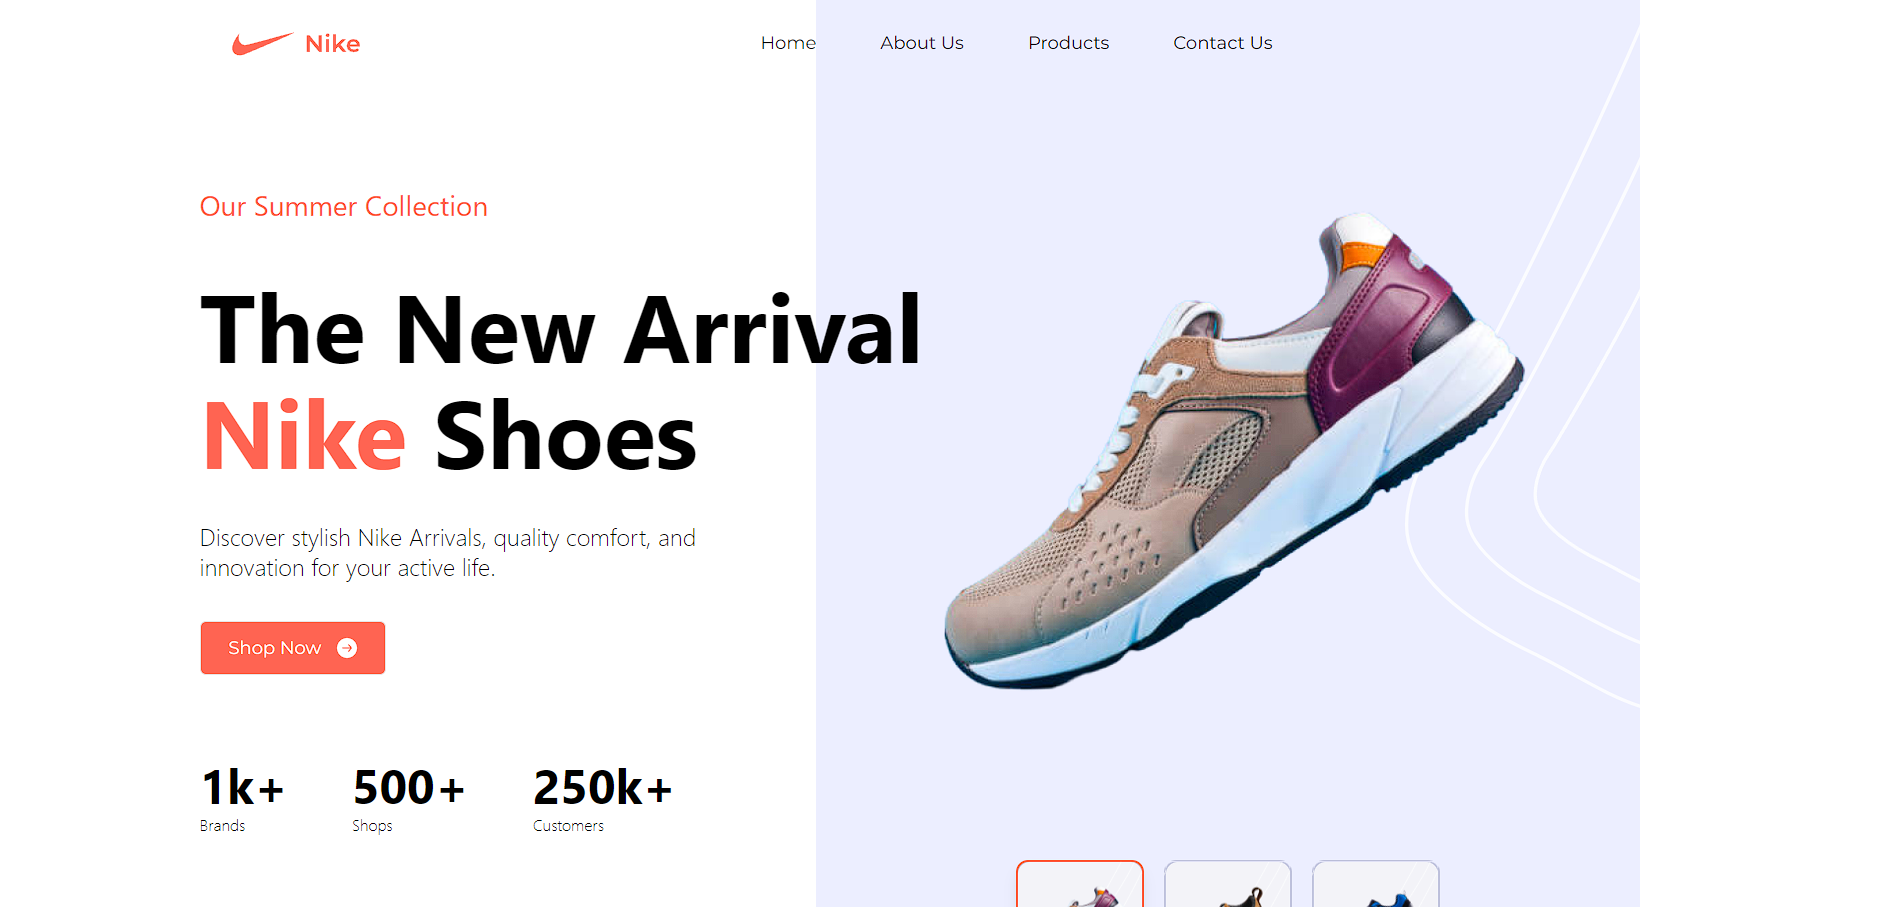 Nike
Home About Us Products Contact Us
Our Summer Collection
The New Arrival
Nike Shoes
Discover stylish Nike Arrivals, quality comfort, and
innovation for your active life.
Shop Now
1k+ 500+ 250k+
Brands Shops Customers